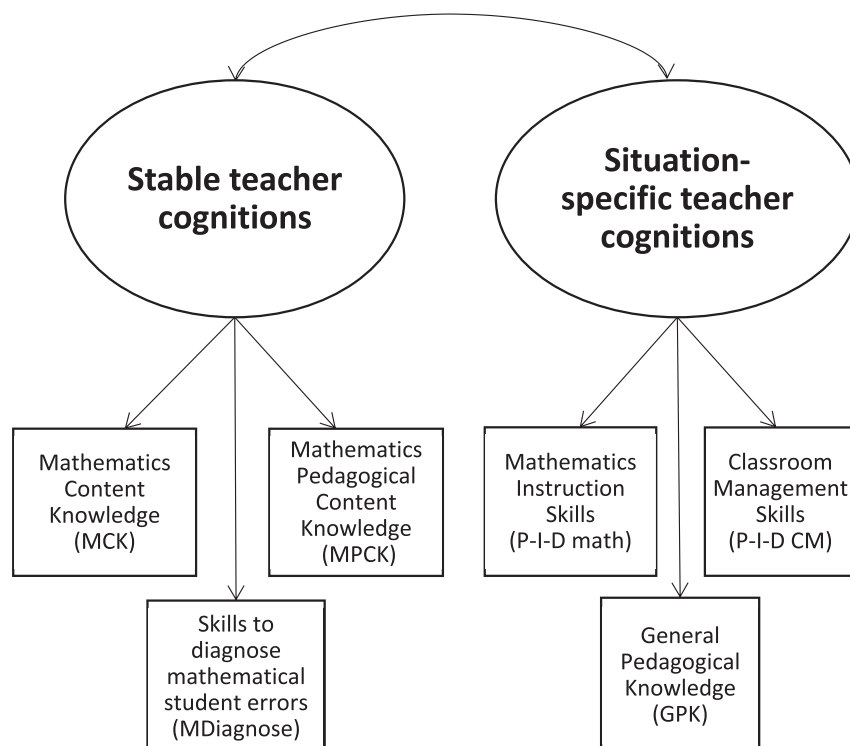 Stable teacher
cognitions
Situation-
specific teacher
cognitions
Mathematics
Content
Knowledge
(MCK)
Mathematics
Pedagogical
Content
Knowledge
(MPCK)
Mathematics
Instruction
Skills
(P-I-D math)
Classroom
Management
Skills
(P-I-D CM)
Skills to
diagnose
mathematical
student errors
(MDiagnose)
General
Pedagogical
Knowledge
(GPK)